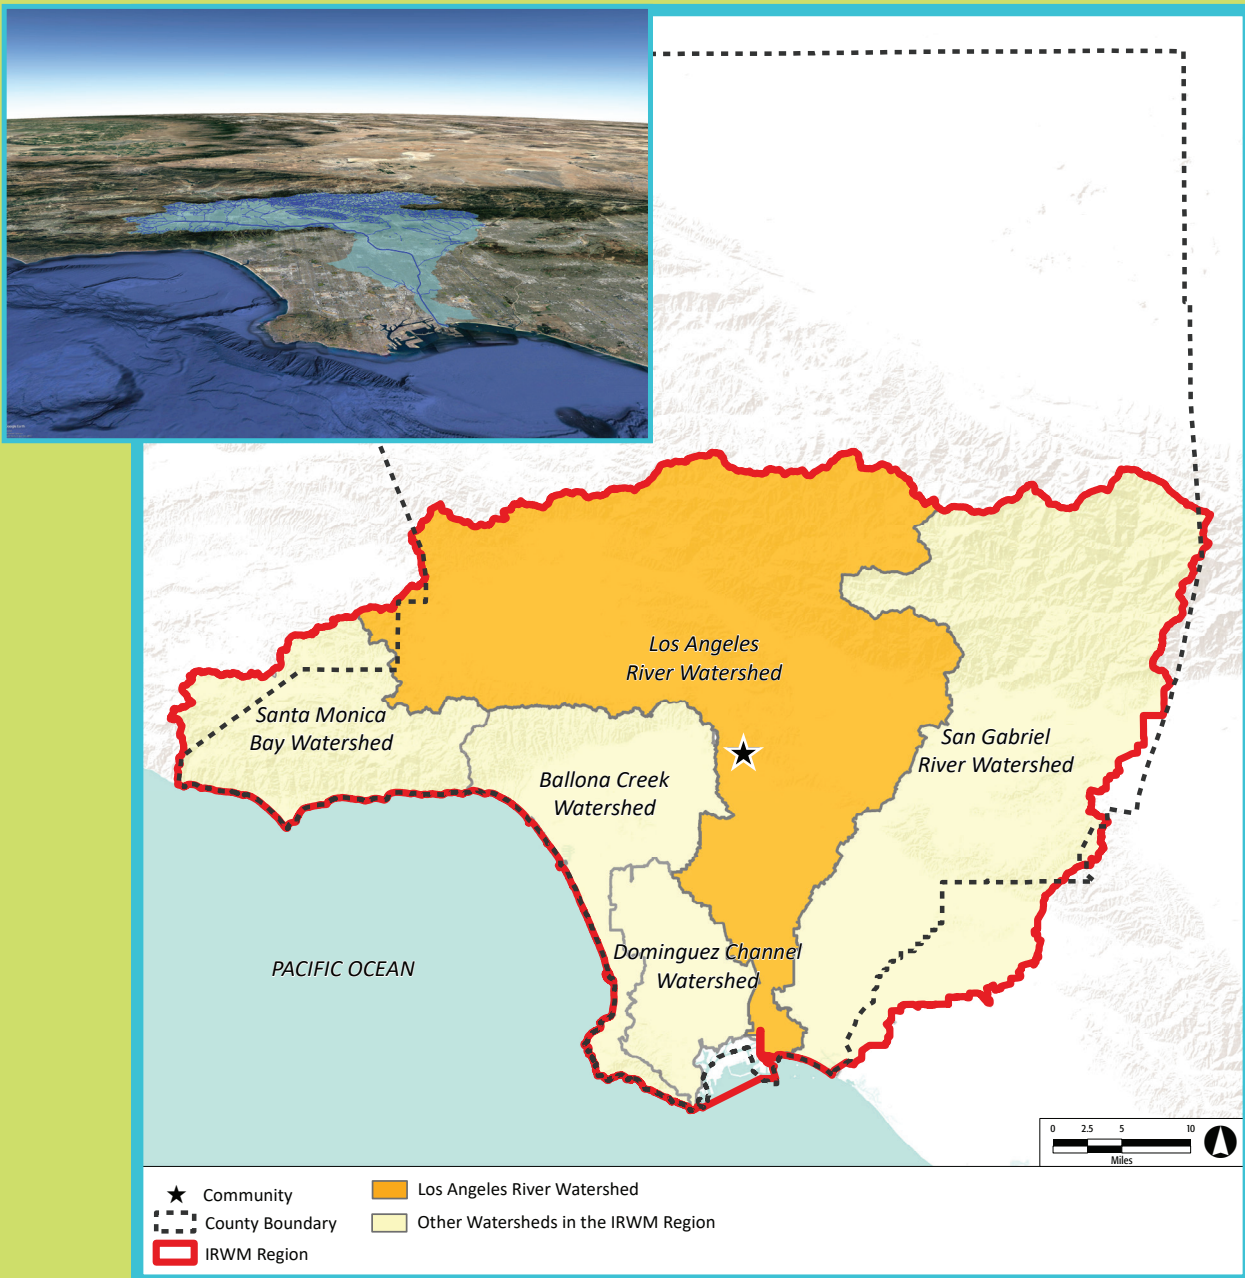 Los Angeles
River Watershed
Santa Monica
Bay Watershed
San Gabriel
River Watershed
Ballona Creek
Watershed
Dominguez Channel
Watershed
PACIFIC OCEAN
0 2.5 5 10
Miles
Community
County Boundary
IRWM Region
Los Angeles River Watershed
Other Watersheds in the IRWM Region